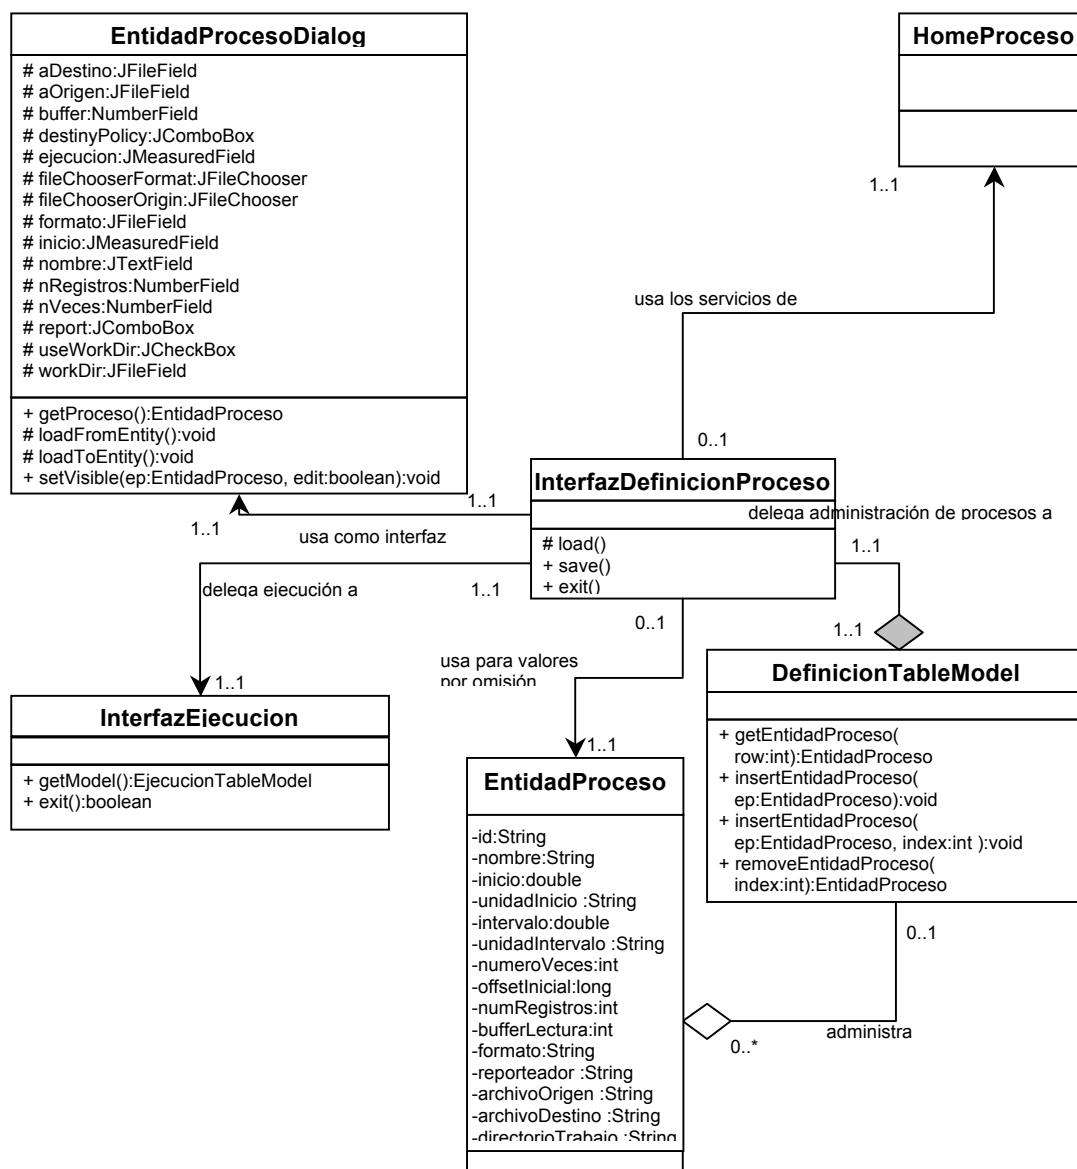 EntidadProcesoDialog
# aDestino:JFileField
# aOrigen:JFileField
# buffer:NumberField
# destinyPolicy:JComboBox
# ejecucion:JMeasuredField
# fileChooserFormat:JFileChooser
# fileChooserOrigin:JFileChooser
# formato:JFileField
# inicio:JMeasuredField
# nombre:JTextField
# nRegistros:NumberField
# nVeces:NumberField
# report:JComboBox
# useWorkDir:JCheckBox
# workDir:JFileField
+ getProceso():EntidadProceso
# loadFromEntity():void
# loadToEntity():void
+ setVisible(ep:EntidadProceso, edit:boolean):void
HomeProceso
1..1
usa los servicios de
0..1
InterfazDefinicionProceso
# load()
+ save()
+ exit()
1..1
1..1
usa como interfaz
delega administración de procesos a
1..1
1..1
delega ejecución a
1..1
1..1
InterfazEjecucion
+ getModel():EjecucionTableModel
+ exit():boolean
0..1
usa para valores
por omisión
1..1
DefinicionTableModel
+ getEntidadProceso(
row:int):EntidadProceso
+ insertEntidadProceso(
ep:EntidadProceso):void
+ insertEntidadProceso(
ep:EntidadProceso, index:int ):void
+ removeEntidadProceso(
index:int):EntidadProceso
0..1
administra
0..*
EntidadProceso
-id:String
-nombre:String
-inicio:double
-unidadInicio :String
-intervalo:double
-unidadIntervalo :String
-numeroVeces:int
-offsetInicial:long
-numRegistros:int
-bufferLectura:int
-formato:String
-reporteador :String
-archivoOrigen :String
-archivoDestino :String
-directorioTrabajo :String